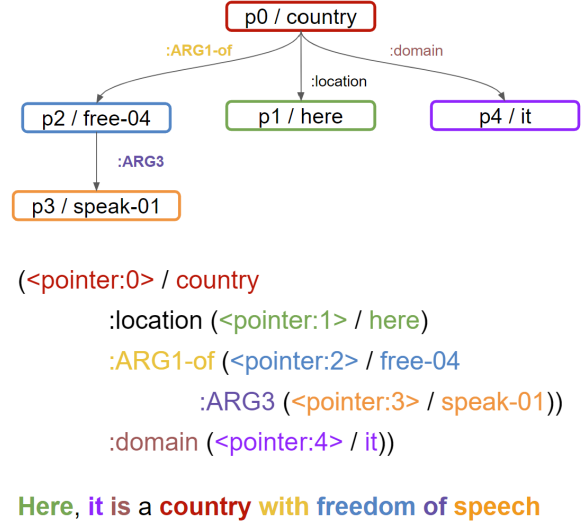 p0 / country
:ARG1-of
:domain
:location
p2 / free-04
p1 / here
p4 / it
:ARG3
p3 / speak-01
(<pointer:0> / country
:location (<pointer:1> / here)
:ARG1-of (<pointer:2> / free-04
:ARG3 (<pointer:3> / speak-01))
:domain (<pointer:4> / it))
Here, it is a country with freedom of speech